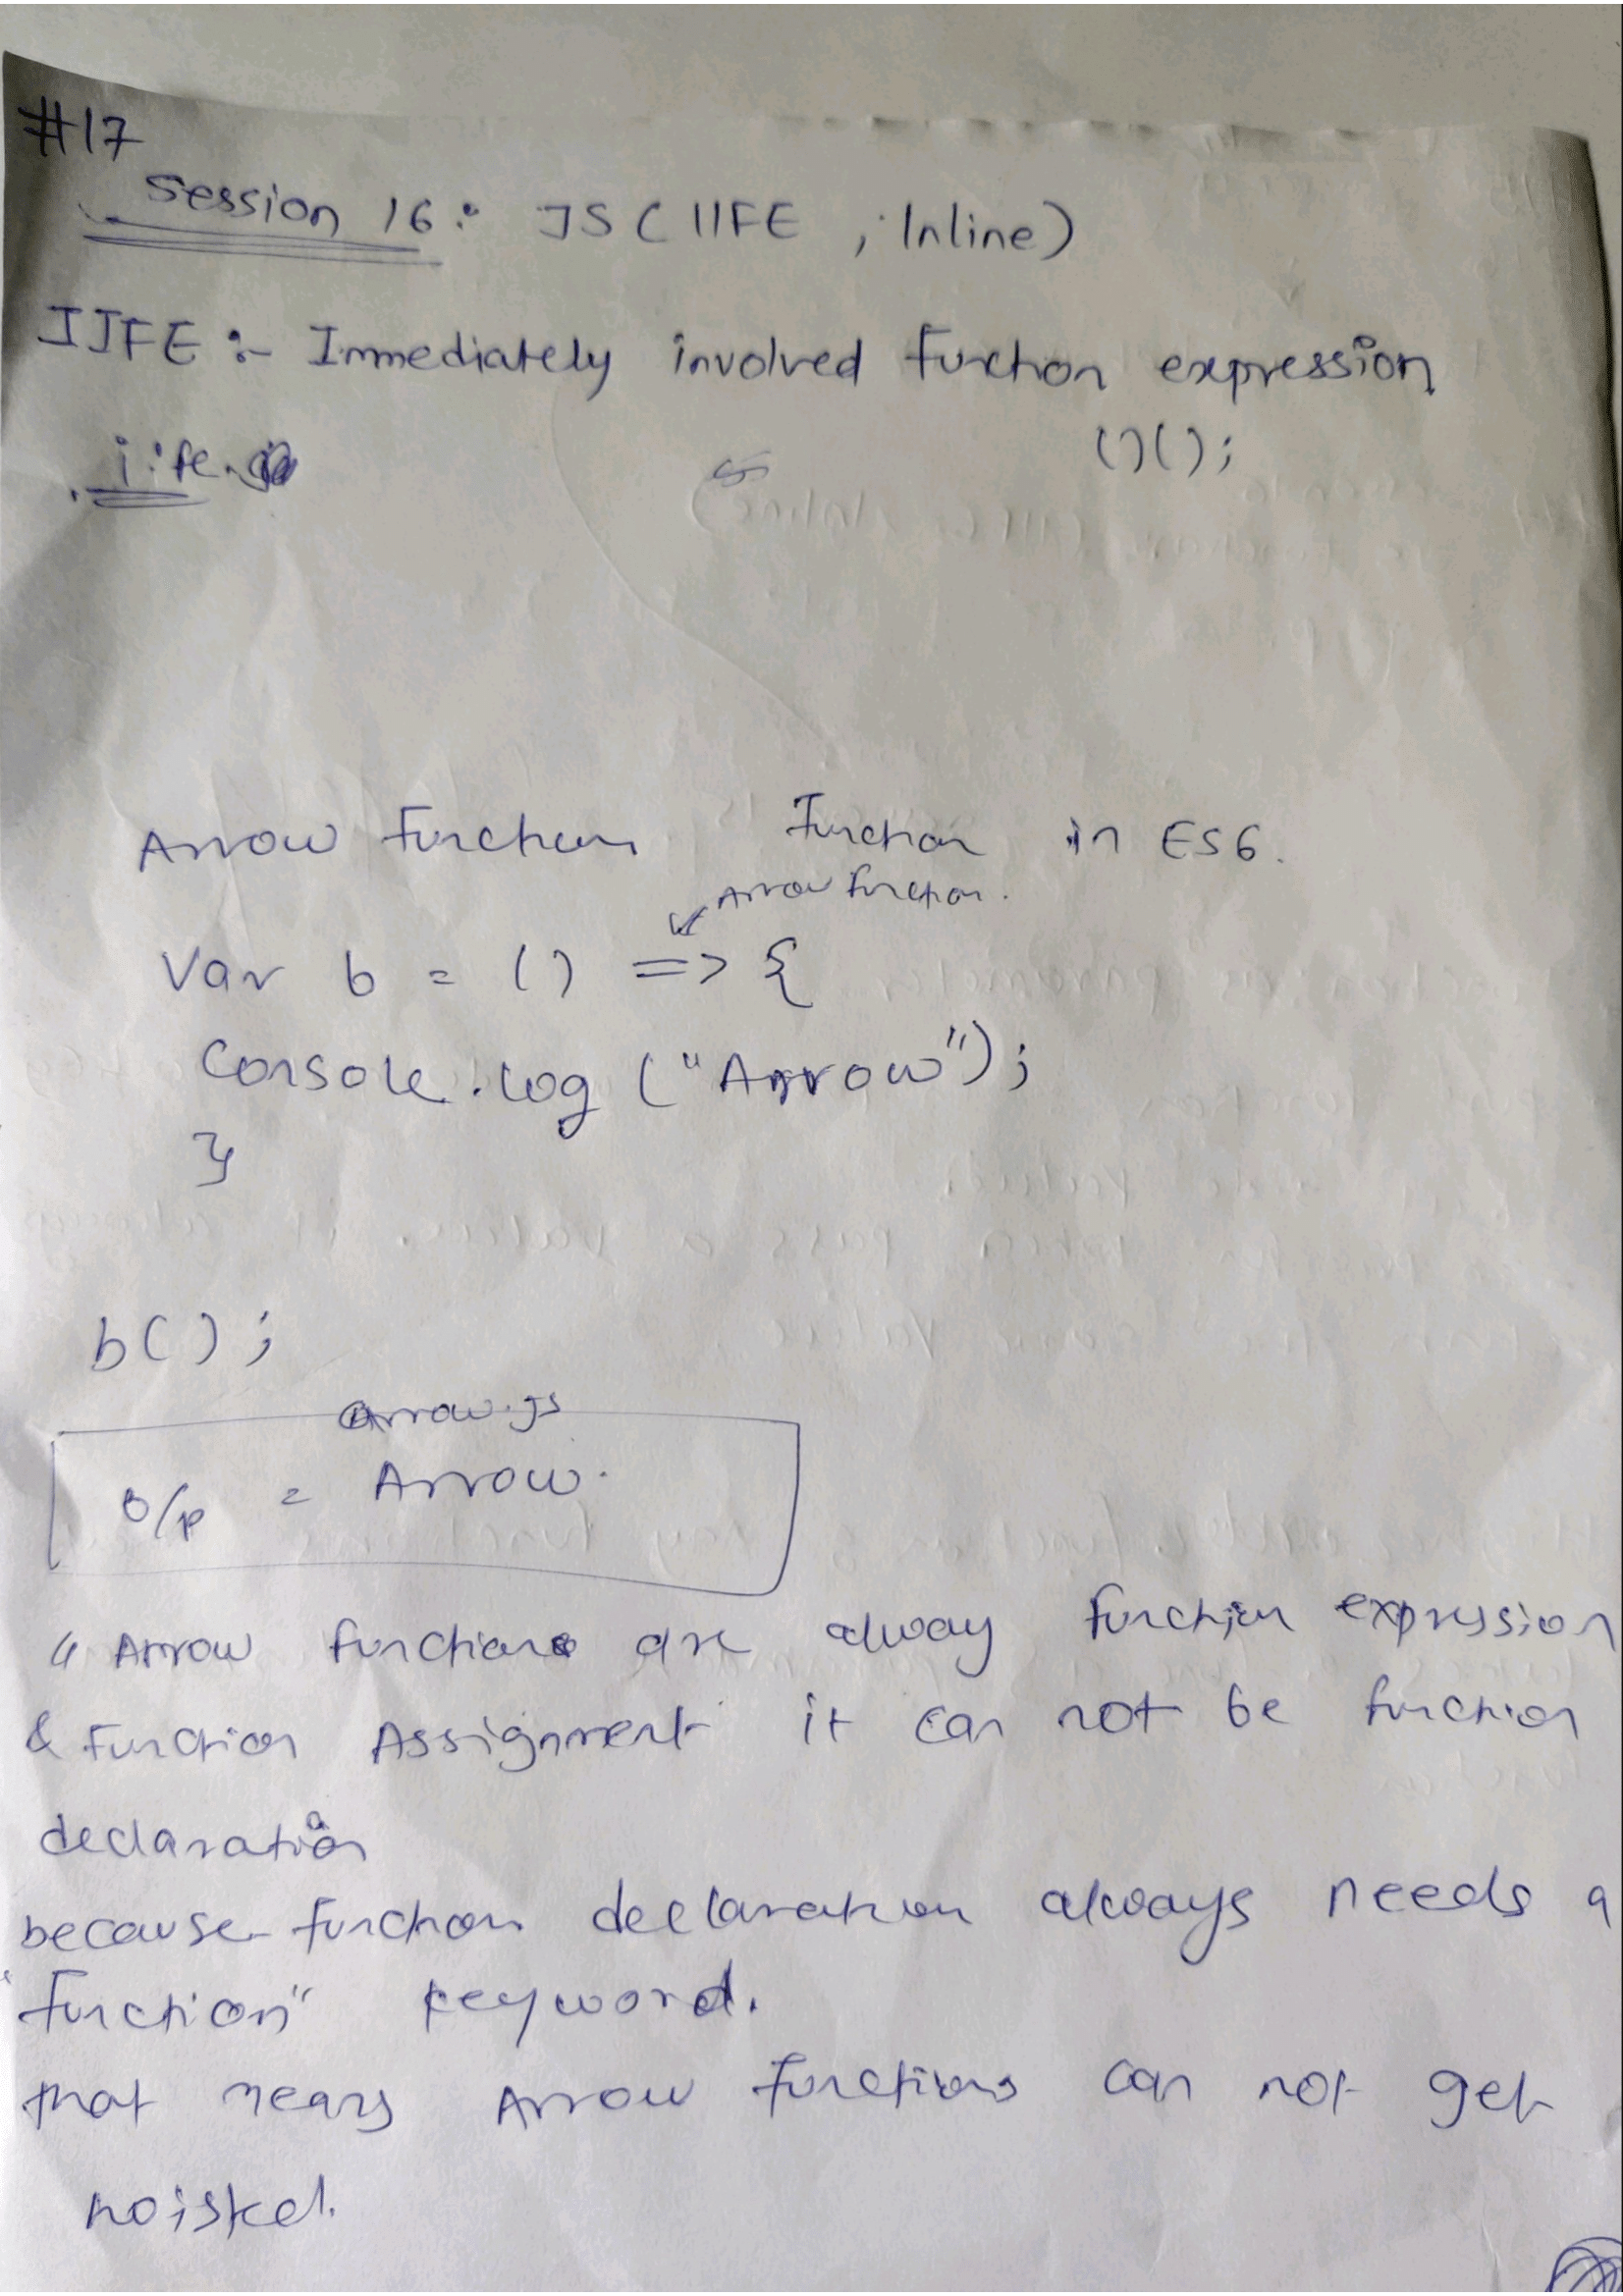 #17
Session 16: JS (IIFE, Inline)
IIFE :- Immediately involved function expression
()();
iife.
Arrow Function Function in ES6.
Arrow function.
Var b = () => {
Console.log ("Arrow");
}
b();
arrow.js
O/p = Arrow.
Arrow functions are alway function expression
& Function Assignment it can not be function
declaration
because function declaration always needs a
"function" keyword.
that means Arrow functions can not get
hoisted.